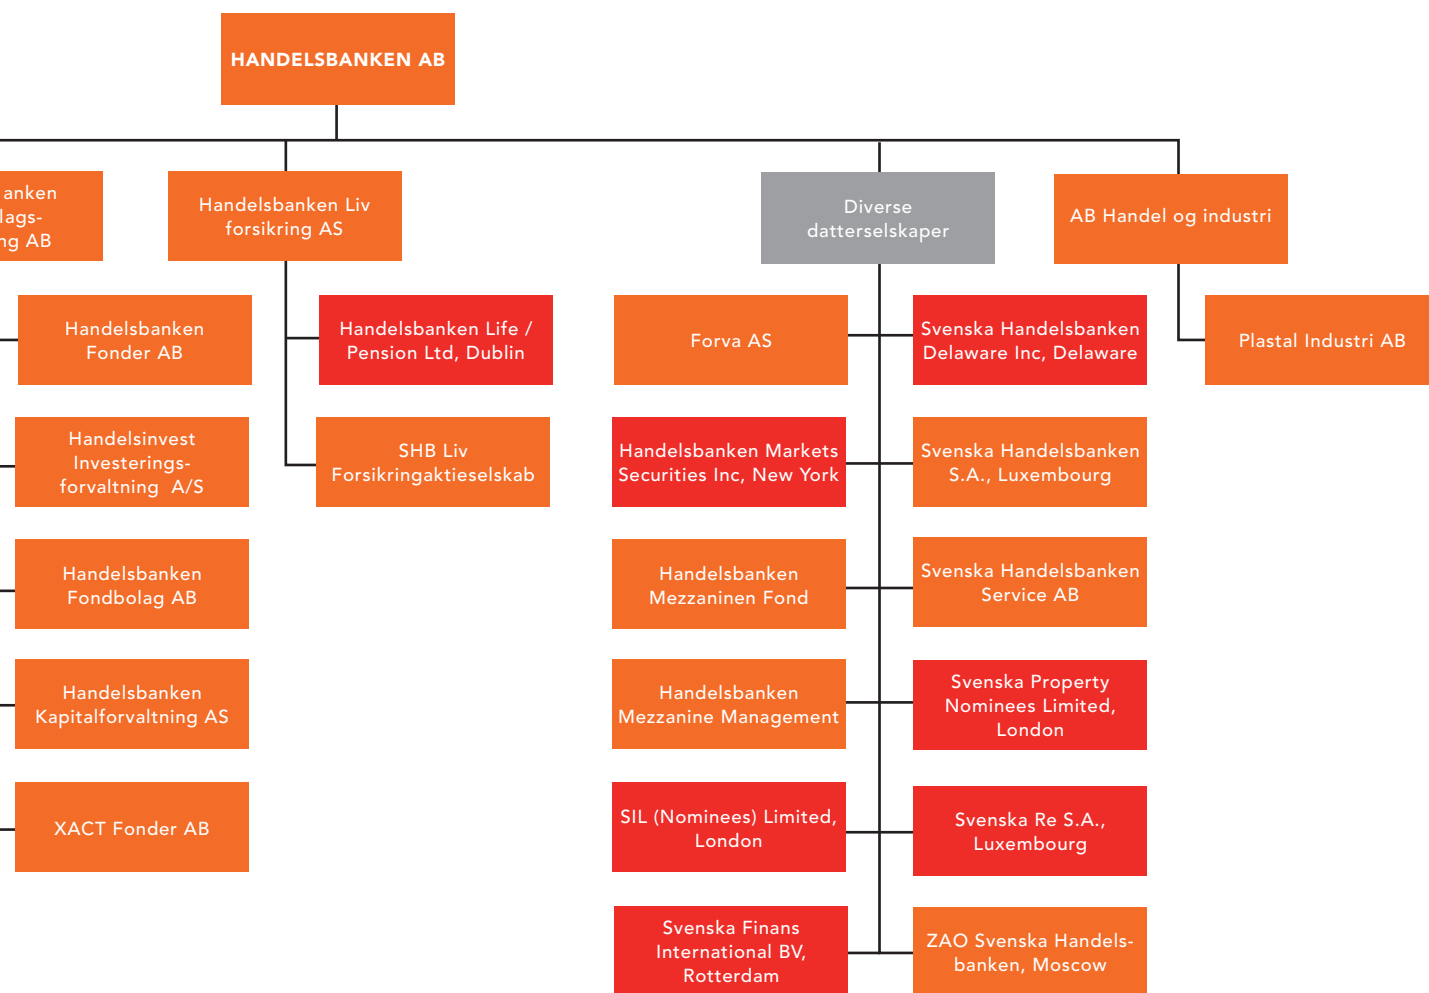 HANDELSBANKEN AB
anken
lags-
ng AB
Handelsbanken Liv
forsikring AS
Diverse
datterselskaper
AB Handel og industri
Handelsbanken
Fonder AB
Handelsbanken Life /
Pension Ltd, Dublin
Forva AS
Svenska Handelsbanken
Delaware Inc, Delaware
Plastal Industri AB
Handelsinvest
Investerings-
forvaltning A/S
SHB Liv
Forsikringaktieselskab
Handelsbanken Markets
Securities Inc, New York
Svenska Handelsbanken
S.A., Luxembourg
Handelsbanken
Fondbolag AB
Handelsbanken
Mezzaninen Fond
Svenska Handelsbanken
Service AB
Handelsbanken
Kapitalforvaltning AS
Handelsbanken
Mezzanine Management
Svenska Property
Nominees Limited,
London
XACT Fonder AB
SIL (Nominees) Limited,
London
Svenska Re S.A.,
Luxembourg
Svenska Finans
International BV,
Rotterdam
ZAO Svenska Handels-
banken, Moscow